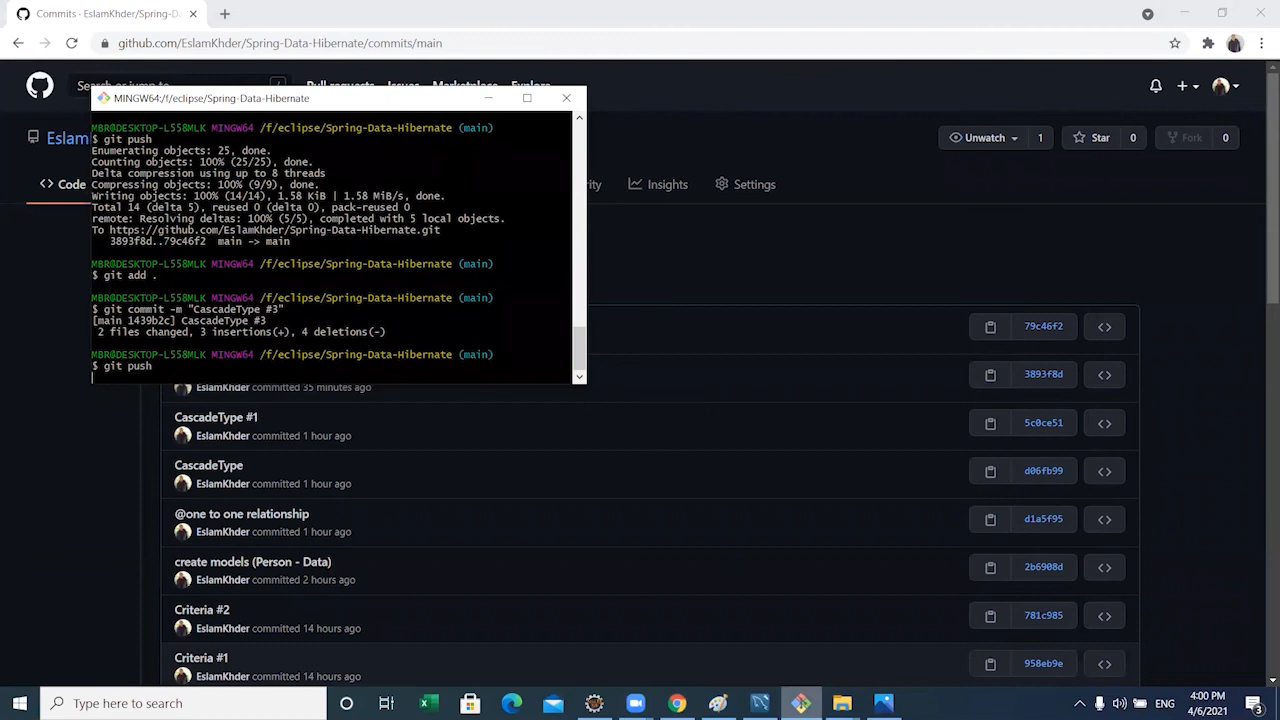 Commits · EslamKhder/Spring-Da
github.com/EslamKhder/Spring-Data-Hibernate/commits/main
Search or jump to
/
Pull requests
Issues
Marketplace
Explore
MINGW64:/f/eclipse/Spring-Data-Hibernate
Eslam
Unwatch
1
Star
0
Fork
0
Code
Insights
Settings
MBR@DESKTOP-L558MLK MINGW64 /f/eclipse/Spring-Data-Hibernate (main)
$ git push
Enumerating objects: 25, done.
Counting objects: 100% (25/25), done.
Delta compression using up to 8 threads
Compressing objects: 100% (9/9), done.
Writing objects: 100% (14/14), 1.58 KiB | 1.58 MiB/s, done.
Total 14 (delta 5), reused 0 (delta 0), pack-reused 0
remote: Resolving deltas: 100% (5/5), completed with 5 local objects.
To https://github.com/EslamKhder/Spring-Data-Hibernate.git
3893f8d..79c46f2 main -> main
MBR@DESKTOP-L558MLK MINGW64 /f/eclipse/Spring-Data-Hibernate (main)
$ git add .
MBR@DESKTOP-L558MLK MINGW64 /f/eclipse/Spring-Data-Hibernate (main)
$ git commit -m "CascadeType #3"
[main 1439b2c] CascadeType #3
2 files changed, 3 insertions(+), 4 deletions(-)
MBR@DESKTOP-L558MLK MINGW64 /f/eclipse/Spring-Data-Hibernate (main)
$ git push
79c46f2
EslamKhder committed 35 minutes ago
3893f8d
CascadeType #1
EslamKhder committed 1 hour ago
5c0ce51
CascadeType
EslamKhder committed 1 hour ago
d06fb99
@one to one relationship
EslamKhder committed 1 hour ago
d1a5f95
create models (Person - Data)
EslamKhder committed 2 hours ago
2b6908d
Criteria #2
EslamKhder committed 14 hours ago
781c985
Criteria #1
EslamKhder committed 14 hours ago
958eb9e
Type here to search
4:00 PM
4/6/2021
3